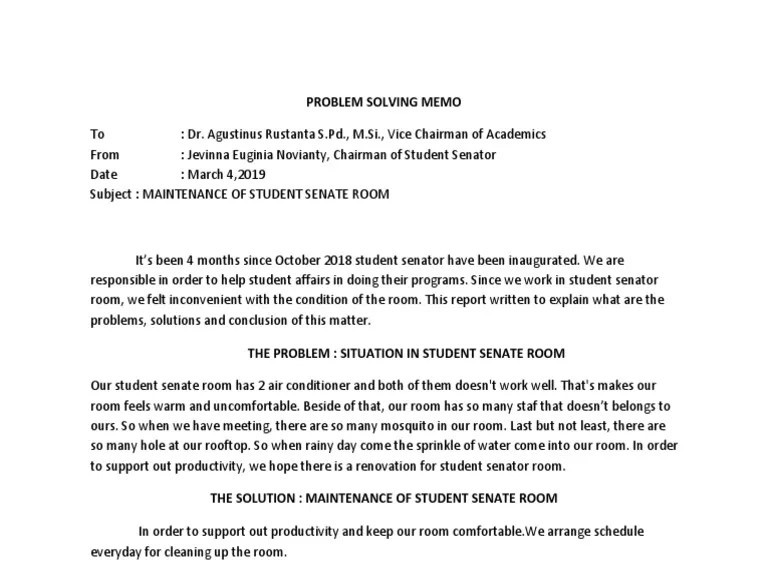 PROBLEM SOLVING MEMO
To : Dr. Agustinus Rustanta S.Pd., M.Si., Vice Chairman of Academics
From : Jevinna Euginia Novianty, Chairman of Student Senator
Date : March 4,2019
Subject : MAINTENANCE OF STUDENT SENATE ROOM
It’s been 4 months since October 2018 student senator have been inaugurated. We are
responsible in order to help student affairs in doing their programs. Since we work in student senator
room, we felt inconvenient with the condition of the room. This report written to explain what are the
problems, solutions and conclusion of this matter.
THE PROBLEM : SITUATION IN STUDENT SENATE ROOM
Our student senate room has 2 air conditioner and both of them doesn't work well. That's makes our
room feels warm and uncomfortable. Beside of that, our room has so many staf that doesn’t belongs to
ours. So when we have meeting, there are so many mosquito in our room. Last but not least, there are
so many hole at our rooftop. So when rainy day come the sprinkle of water come into our room. In order
to support out productivity, we hope there is a renovation for student senator room.
THE SOLUTION : MAINTENANCE OF STUDENT SENATE ROOM
In order to support out productivity and keep our room comfortable.We arrange schedule
everyday for cleaning up the room.